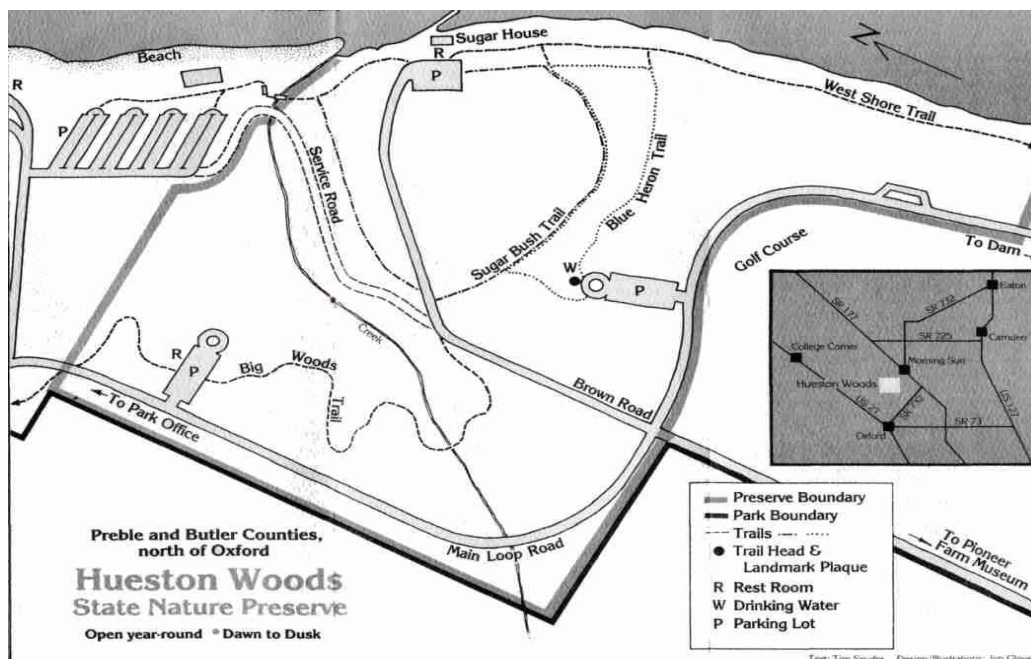 Sugar House
Beach
R
R
P
N
West Shore Trail
P
Service Road
Blue Heron Trail
Sugar Bush Trail
Golf Course
To Dam
W
P
Creek
R
P
Big Woods Trail
To Park Office
Brown Road
Main Loop Road
Eaton
SR 177
SR 732
SR 725
Camden
College Corner
Morning Sun
Hueston Woods
US 27
SR 732
US 127
SR 73
Oxford
Preserve Boundary
Park Boundary
Trails
Trail Head &
Landmark Plaque
R Rest Room
W Drinking Water
P Parking Lot
To Pioneer
Farm Museum
Preble and Butler Counties,
north of Oxford
Hueston Woods
State Nature Preserve
Open year-round • Dawn to Dusk